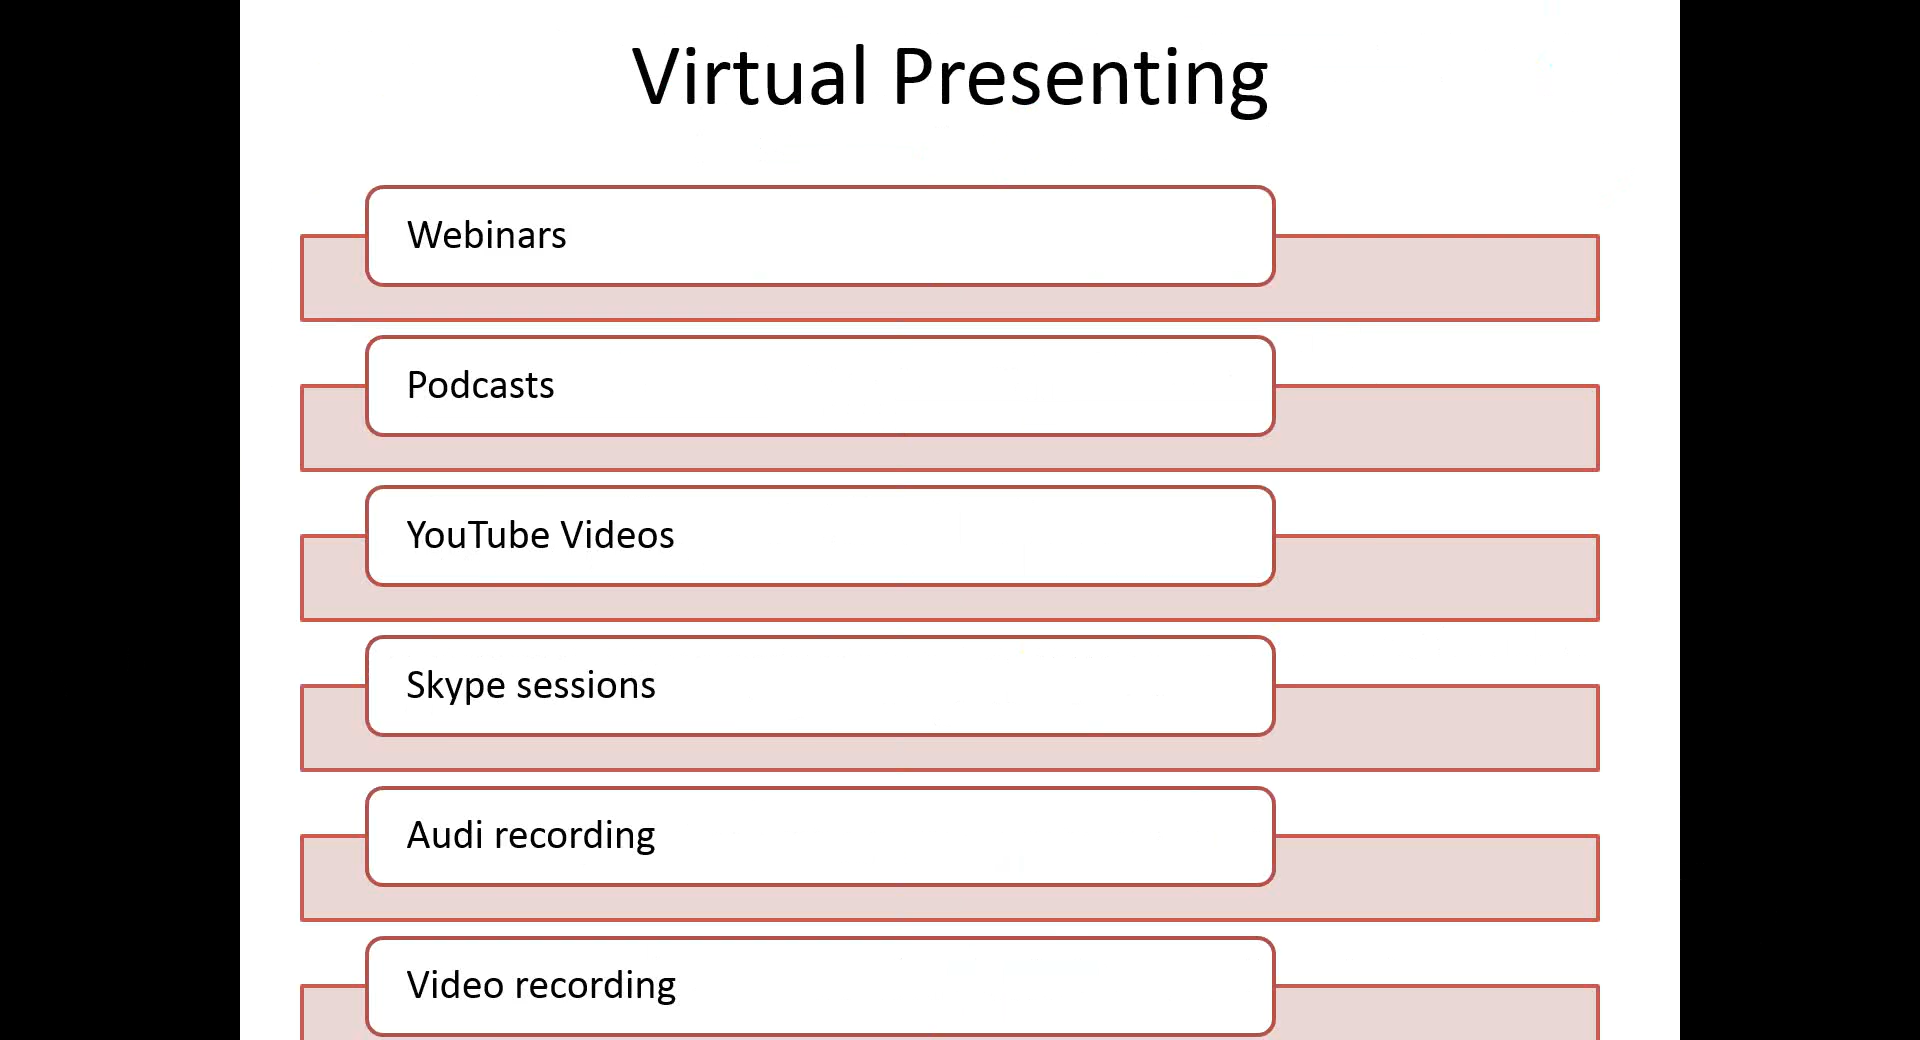 Virtual Presenting
Webinars
Podcasts
YouTube Videos
Skype sessions
Audi recording
Video recording